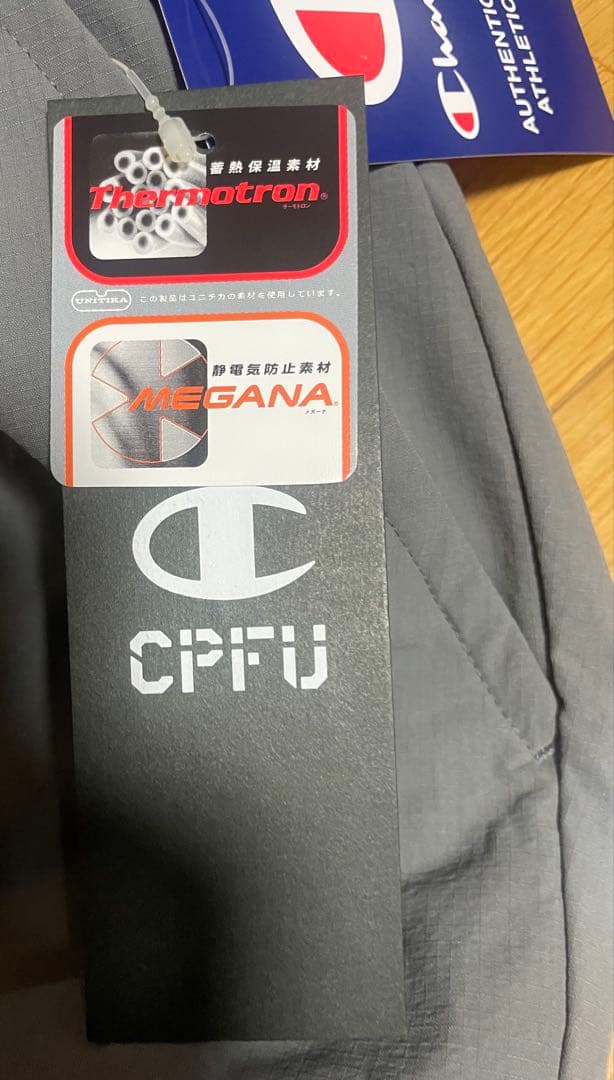 Cha
AUTHENTIC
ATHLETIC
蓄熱保温素材
Thermotron®
サーモトロン
UNITIKA この製品はユニチカの素材を使用しています。
静電気防止素材
MEGANA®
メガーナ
CPFU